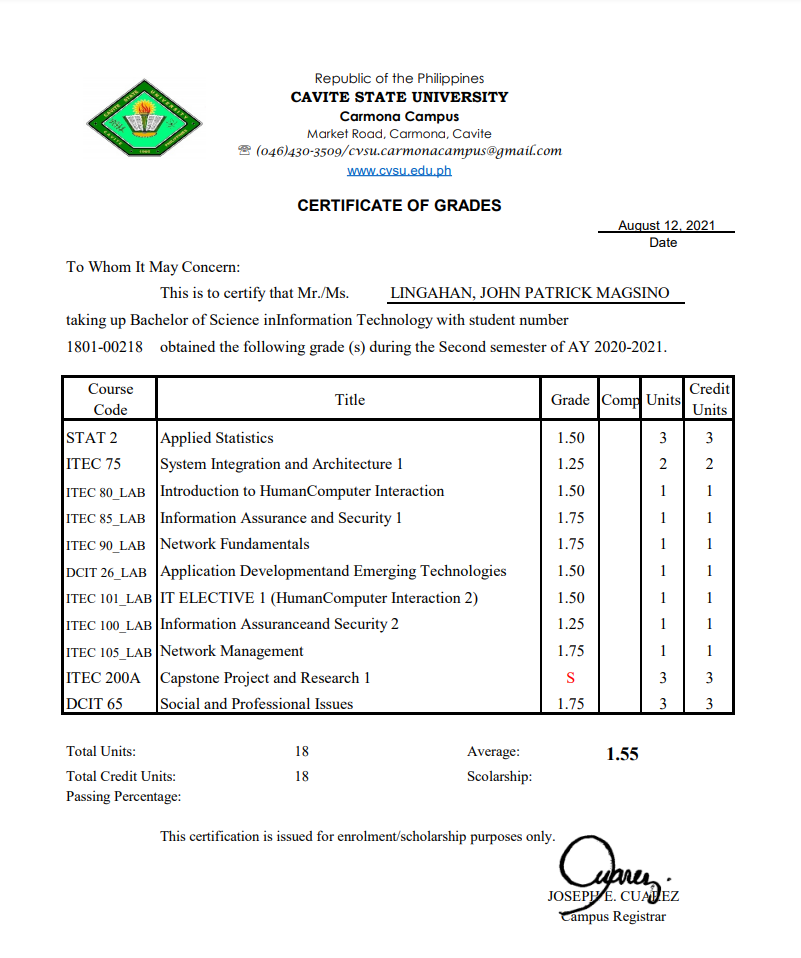 Republic of the Philippines
CAVITE STATE UNIVERSITY
Carmona Campus
Market Road, Carmona, Cavite
☏ (046)430-3509/cvsu.carmonacampus@gmail.com
www.cvsu.edu.ph
CAVITE STATE UNIVERSITY
CAVITE PHILIPPINES
1906
CERTIFICATE OF GRADES
August 12, 2021
Date
To Whom It May Concern:
This is to certify that Mr./Ms. LINGAHAN, JOHN PATRICK MAGSINO
taking up Bachelor of Science inInformation Technology with student number
1801-00218 obtained the following grade (s) during the Second semester of AY 2020-2021.
Course Code Title Grade Comp Units Credit Units
STAT 2 Applied Statistics 1.50 3 3
ITEC 75 System Integration and Architecture 1 1.25 2 2
ITEC 80_LAB Introduction to HumanComputer Interaction 1.50 1 1
ITEC 85_LAB Information Assurance and Security 1 1.75 1 1
ITEC 90_LAB Network Fundamentals 1.75 1 1
DCIT 26_LAB Application Developmentand Emerging Technologies 1.50 1 1
ITEC 101_LAB IT ELECTIVE 1 (HumanComputer Interaction 2) 1.50 1 1
ITEC 100_LAB Information Assuranceand Security 2 1.25 1 1
ITEC 105_LAB Network Management 1.75 1 1
ITEC 200A Capstone Project and Research 1 S 3 3
DCIT 65 Social and Professional Issues 1.75 3 3
Total Units: 18 Average: 1.55
Total Credit Units: 18 Scolarship:
Passing Percentage:
This certification is issued for enrolment/scholarship purposes only.
Cuarez
JOSEPH E. CUAREZ
Campus Registrar